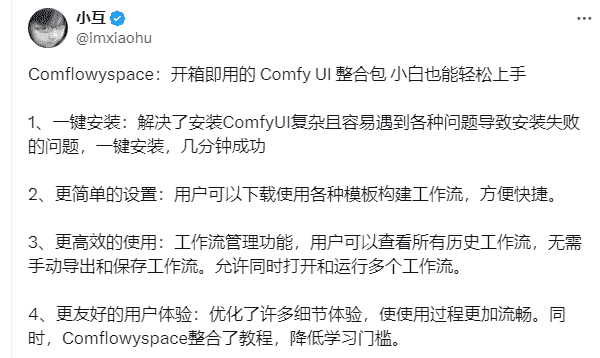 小互
@imxiaohu
Comflowyspace：开箱即用的 Comfy UI 整合包 小白也能轻松上手
1、一键安装：解决了安装ComfyUI复杂且容易遇到各种问题导致安装失败
的问题，一键安装，几分钟成功
2、更简单的设置：用户可以下载使用各种模板构建工作流，方便快捷。
3、更高效的使用：工作流管理功能，用户可以查看所有历史工作流，无需
手动导出和保存工作流。允许同时打开和运行多个工作流。
4、更友好的用户体验：优化了许多细节体验，使使用过程更加流畅。同
时，Comflowyspace整合了教程，降低学习门槛。